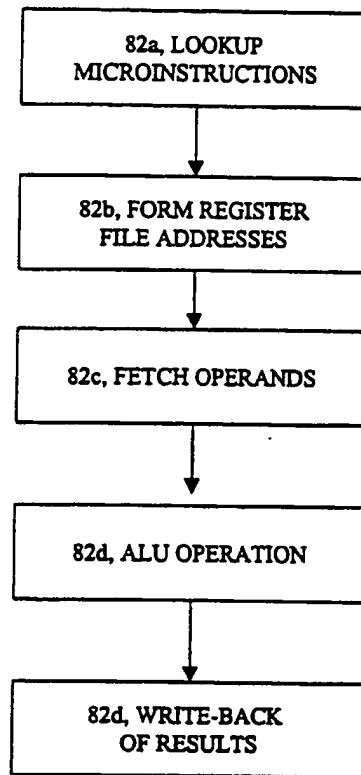 82a, LOOKUP
MICROINSTRUCTIONS
82b, FORM REGISTER
FILE ADDRESSES
82c, FETCH OPERANDS
82d, ALU OPERATION
82d, WRITE-BACK
OF RESULTS